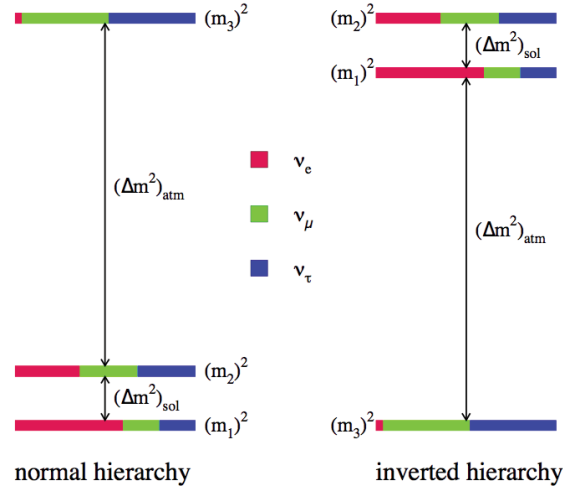 (m₃)²
(Δm²)atm
(m₂)²
(Δm²)sol
(m₁)²
normal hierarchy
νe
νμ
ντ
(m₂)²
(Δm²)sol
(m₁)²
(Δm²)atm
(m₃)²
inverted hierarchy